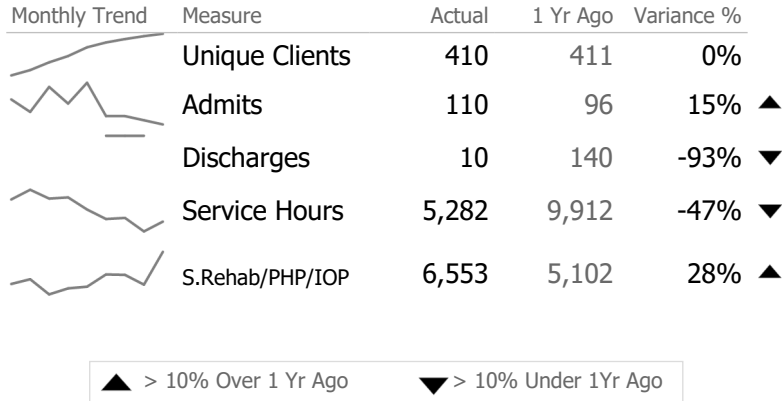 Monthly Trend Measure Actual 1 Yr Ago Variance %
Unique Clients 410 411 0%
Admits 110 96 15% ▲
Discharges 10 140 -93% ▼
Service Hours 5,282 9,912 -47% ▼
S.Rehab/PHP/IOP 6,553 5,102 28% ▲
▲ > 10% Over 1 Yr Ago ▼ > 10% Under 1Yr Ago